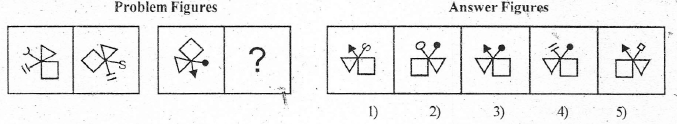 Problem Figures Answer Figures
S ? S
1) 2) 3) 4) 5)